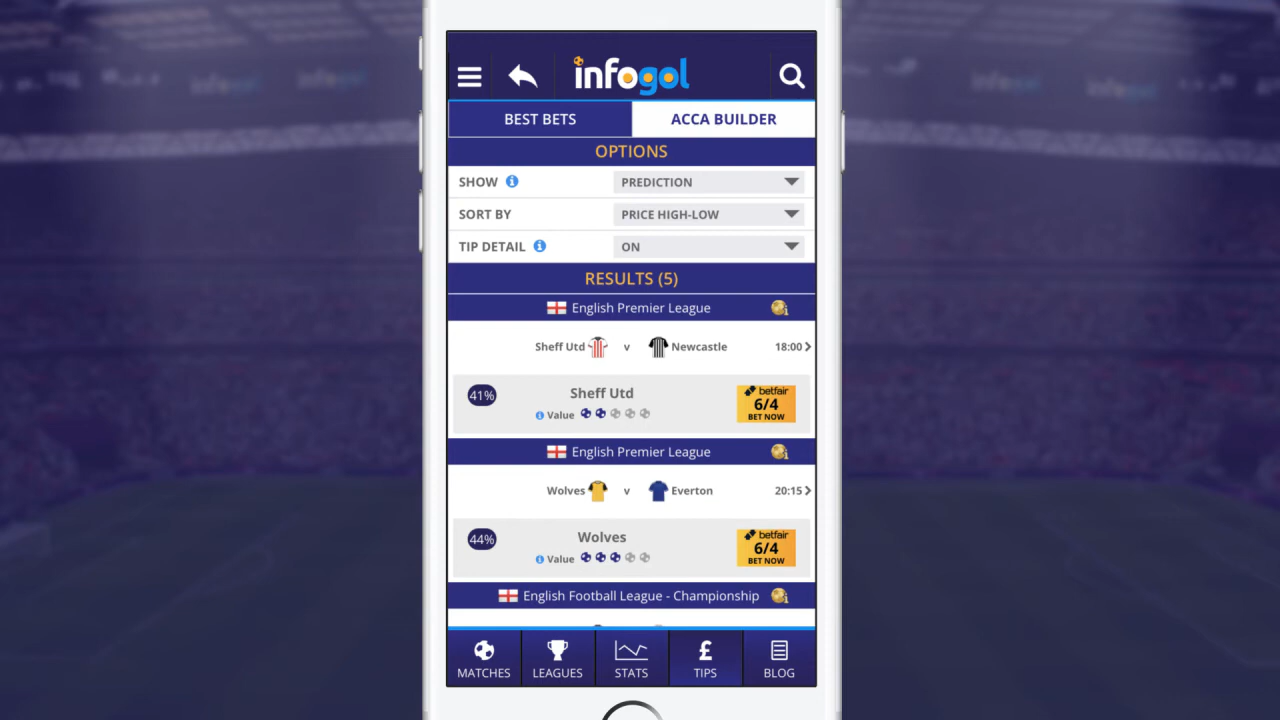 infogol
BEST BETS
ACCA BUILDER
OPTIONS
SHOW
PREDICTION
SORT BY
PRICE HIGH-LOW
TIP DETAIL
ON
RESULTS (5)
English Premier League
Sheff Utd v Newcastle 18:00
41%
Sheff Utd
Value
betfair
6/4
BET NOW
English Premier League
Wolves v Everton 20:15
44%
Wolves
Value
betfair
6/4
BET NOW
English Football League - Championship
MATCHES
LEAGUES
STATS
£
TIPS
BLOG